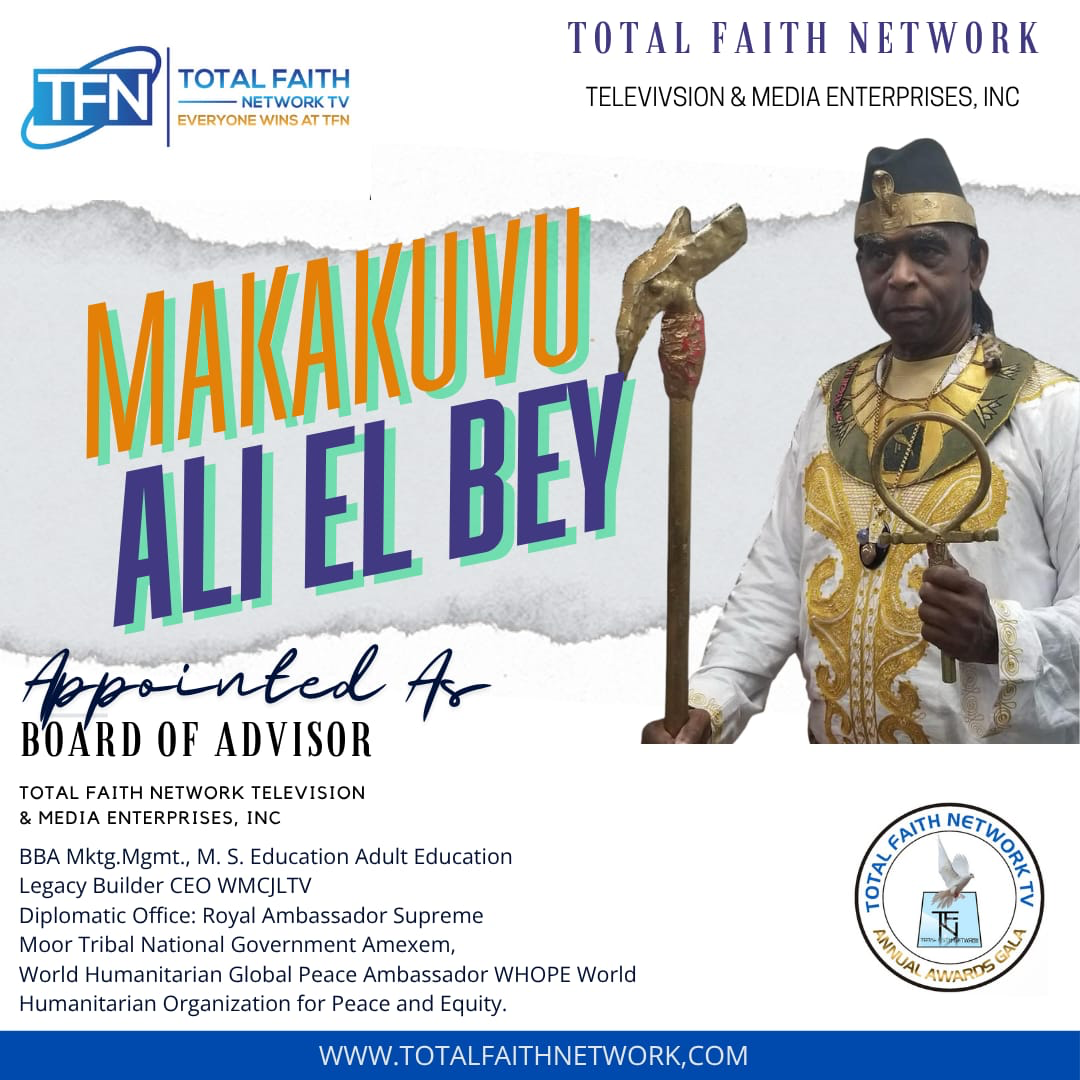 TFN
TOTAL FAITH
NETWORK TV
EVERYONE WINS AT TFN
TOTAL FAITH NETWORK
TELEVIVSION & MEDIA ENTERPRISES, INC
MAKAKUVU
ALI EL BEY
Appointed As
BOARD OF ADVISOR
TOTAL FAITH NETWORK TELEVISION
& MEDIA ENTERPRISES, INC
BBA Mktg.Mgmt., M. S. Education Adult Education
Legacy Builder CEO WMCJLTV
Diplomatic Office: Royal Ambassador Supreme
Moor Tribal National Government Amexem,
World Humanitarian Global Peace Ambassador WHOPE World
Humanitarian Organization for Peace and Equity.
TOTAL FAITH NETWORK TV
ANNUAL AWARDS GALA
WWW.TOTALFAITHNETWORK,COM